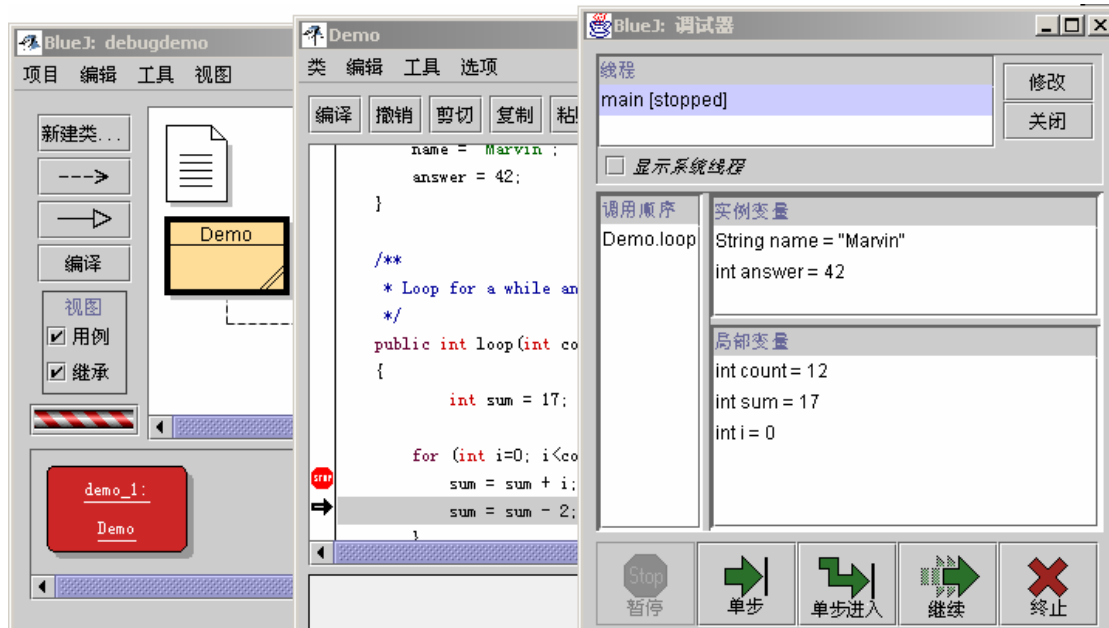 BlueJ: debugdemo
项目 编辑 工具 视图
新建类...
编译
视图
用例
继承
demo_1:
Demo
Demo
Demo
类 编辑 工具 选项
编译 撤销 剪切 复制
name = "Marvin";
answer = 42;
}
/**
* Loop for a while an
*/
public int loop(int co
{
int sum = 17;
for (int i=0; i<co
STOP
sum = sum + i;
sum = sum - 2;
}
BlueJ: 调试器
线程
main [stopped]
修改
关闭
显示系统线程
调用顺序
Demo.loop
实例变量
String name = "Marvin"
int answer = 42
局部变量
int count = 12
int sum = 17
int i = 0
Stop
暂停
单步
单步进入
继续
终止